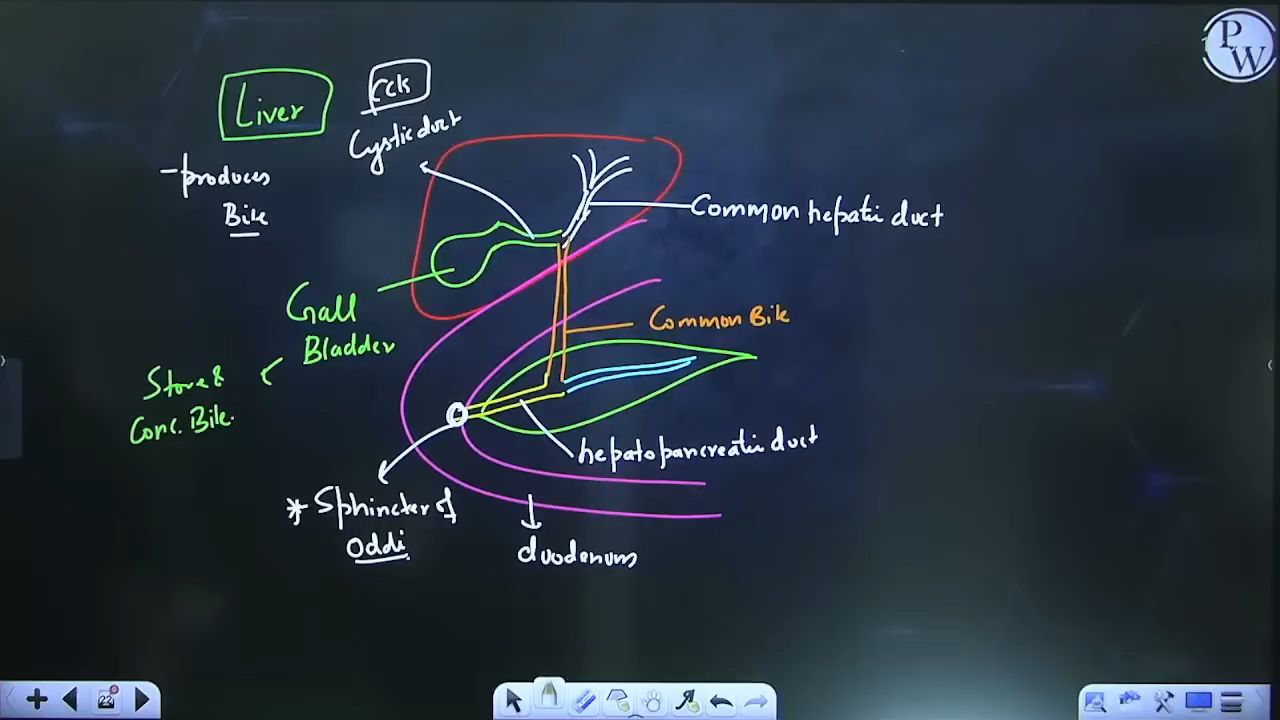 PW
Liver
CCK
Cystic duct
- produces
Bile
Common hepatic duct
Gall
Bladder
Common Bile
Store &
Conc. Bile.
hepatopancreatic duct
* Sphincter of
Oddi
duodenum
22